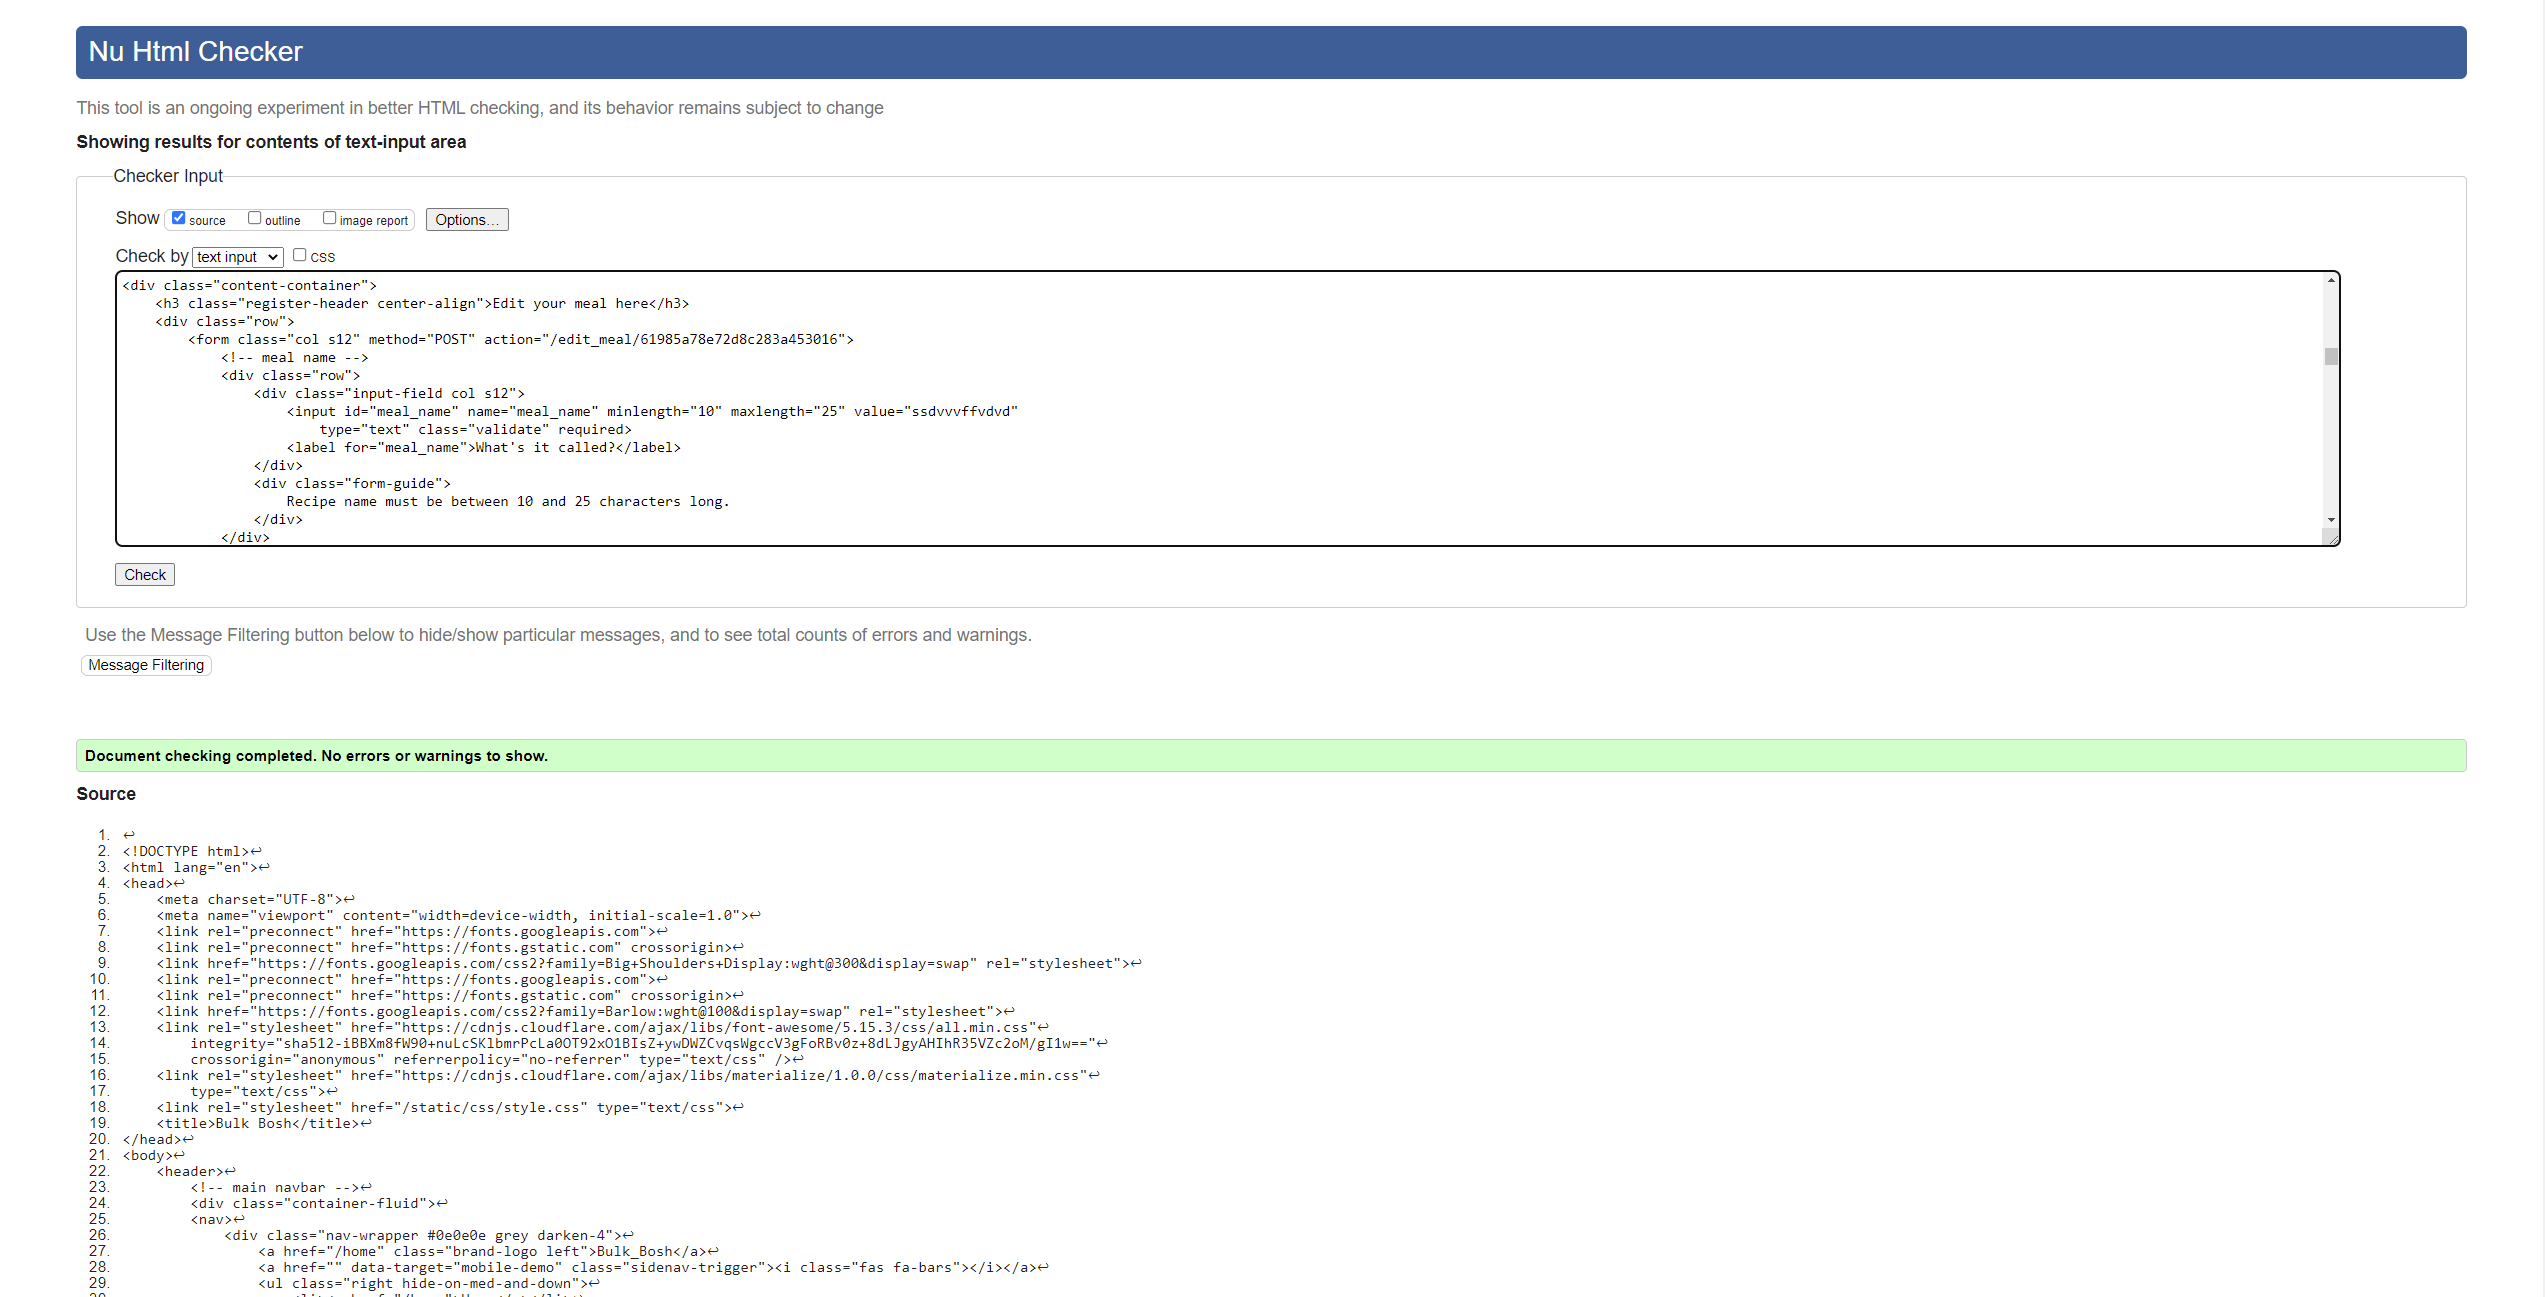 Nu Html Checker
This tool is an ongoing experiment in better HTML checking, and its behavior remains subject to change
Showing results for contents of text-input area
Checker Input
Show source outline image report Options...
Check by text input CSS
<div class="content-container">
<h3 class="register-header center-align">Edit your meal here</h3>
<div class="row">
<form class="col s12" method="POST" action="/edit_meal/61985a78e72d8c283a453016">
<!-- meal name -->
<div class="row">
<div class="input-field col s12">
<input id="meal_name" name="meal_name" minlength="10" maxlength="25" value="ssdvvvffvdvd"
type="text" class="validate" required>
<label for="meal_name">What's it called?</label>
</div>
<div class="form-guide">
Recipe name must be between 10 and 25 characters long.
</div>
</div>
Check
Use the Message Filtering button below to hide/show particular messages, and to see total counts of errors and warnings.
Message Filtering
Document checking completed. No errors or warnings to show.
Source
1. ↩
2. <!DOCTYPE html>↩
3. <html lang="en">↩
4. <head>↩
5. <meta charset="UTF-8">↩
6. <meta name="viewport" content="width=device-width, initial-scale=1.0">↩
7. <link rel="preconnect" href="https://fonts.googleapis.com">↩
8. <link rel="preconnect" href="https://fonts.gstatic.com" crossorigin>↩
9. <link href="https://fonts.googleapis.com/css2?family=Big+Shoulders+Display:wght@300&display=swap" rel="stylesheet">↩
10. <link rel="preconnect" href="https://fonts.googleapis.com">↩
11. <link rel="preconnect" href="https://fonts.gstatic.com" crossorigin>↩
12. <link href="https://fonts.googleapis.com/css2?family=Barlow:wght@100&display=swap" rel="stylesheet">↩
13. <link rel="stylesheet" href="https://cdnjs.cloudflare.com/ajax/libs/font-awesome/5.15.3/css/all.min.css"↩
14. integrity="sha512-iBBXm8fW90+nuLcSKlbmrPcLa0OT92xO1BIsZ+ywDWZCvqsWgccV3gFoRBv0z+8dLJgyAHIhR35VZc2oM/gI1w=="↩
15. crossorigin="anonymous" referrerpolicy="no-referrer" type="text/css" />↩
16. <link rel="stylesheet" href="https://cdnjs.cloudflare.com/ajax/libs/materialize/1.0.0/css/materialize.min.css"↩
17. type="text/css">↩
18. <link rel="stylesheet" href="/static/css/style.css" type="text/css">↩
19. <title>Bulk Bosh</title>↩
20. </head>↩
21. <body>↩
22. <header>↩
23. <!-- main navbar -->↩
24. <div class="container-fluid">↩
25. <nav>↩
26. <div class="nav-wrapper #0e0e0e grey darken-4">↩
27. <a href="/home" class="brand-logo left">Bulk_Bosh</a>↩
28. <a href="" data-target="mobile-demo" class="sidenav-trigger"><i class="fas fa-bars"></i></a>↩
29. <ul class="right hide-on-med-and-down">↩